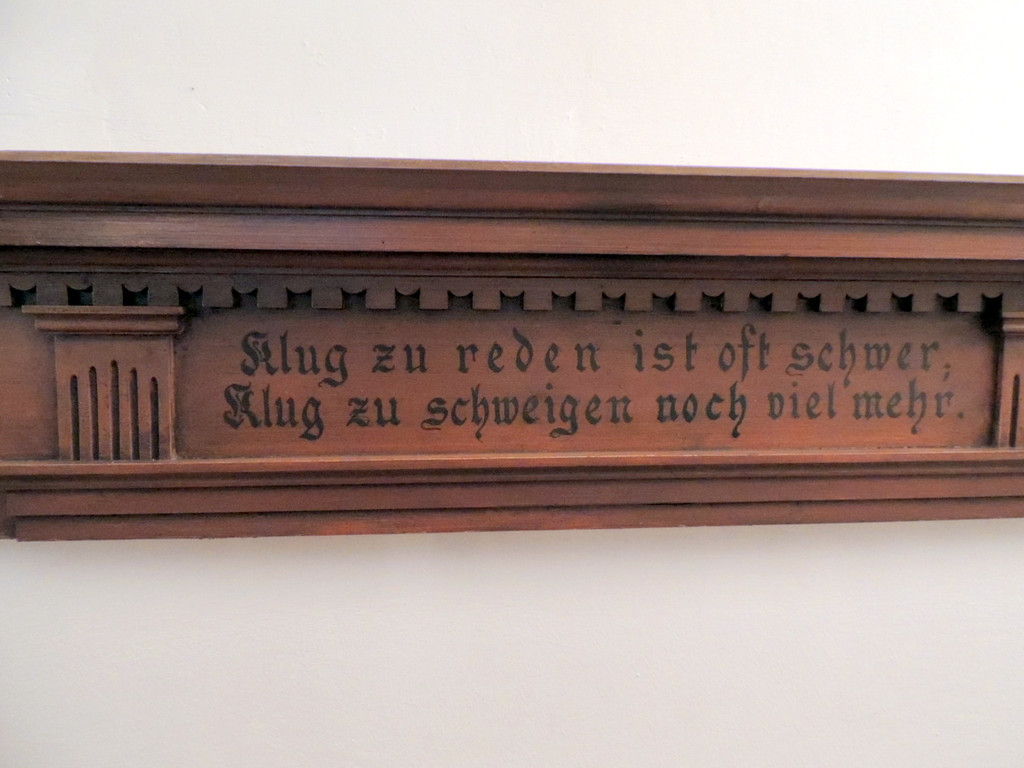 Klug zu reden ist oft schwer;
Klug zu schweigen noch viel mehr.